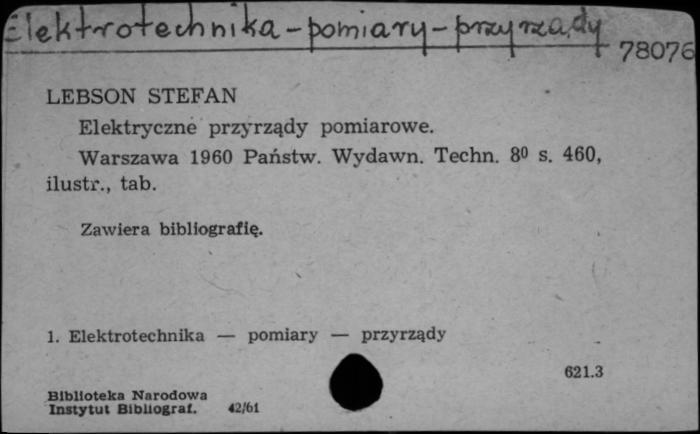 Elektrotechnika – pomiary – przyrządy
78076
LEBSON STEFAN
Elektryczne przyrządy pomiarowe.
Warszawa 1960 Państw. Wydawn. Techn. 8º s. 460,
ilustr., tab.
Zawiera bibliografię.
1. Elektrotechnika — pomiary — przyrządy
621.3
Biblioteka Narodowa
Instytut Bibliograf. 42/61